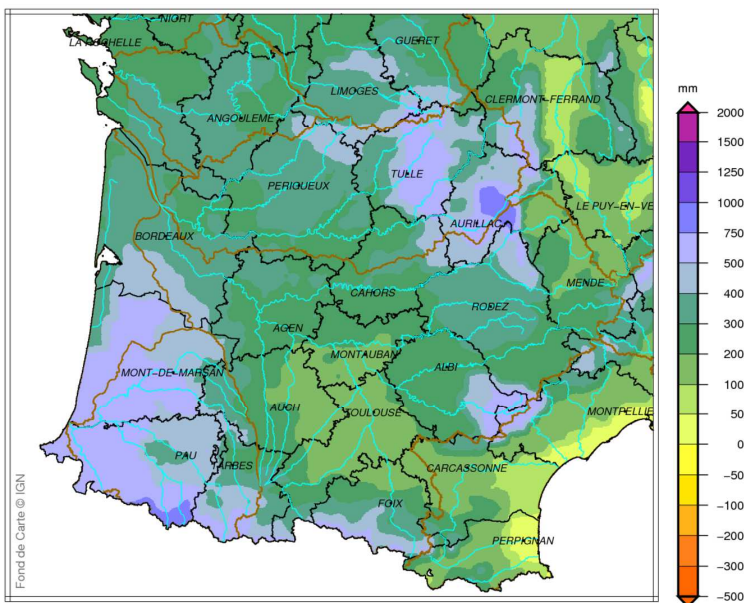 NIORT
LA ROCHELLE
GUERET
LIMOGES
CLERMONT-FERRAND
ANGOULEME
TULLE
PERIGUEUX
LE PUY-EN-VE
AURILLAC
BORDEAUX
MENDE
CAHORS
RODEZ
AGEN
MONTAUBAN
ALBI
MONT-DE-MARSAN
AUCH
TOULOUSE
MONTPELLIE
PAU
TARBES
CARCASSONNE
FOIX
PERPIGNAN
Fond de Carte © IGN
mm
2000
1500
1250
1000
750
500
400
300
200
100
50
0
-50
-100
-200
-300
-500